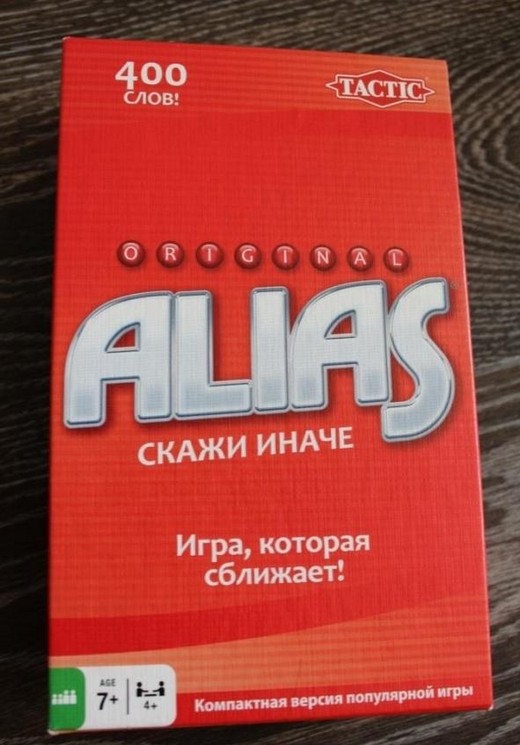 400
СЛОВ!
TACTIC
ORIGINAL
ALIAS
СКАЖИ ИНАЧЕ
Игра, которая
сближает!
AGE
7+
4+
Компактная версия популярной игры